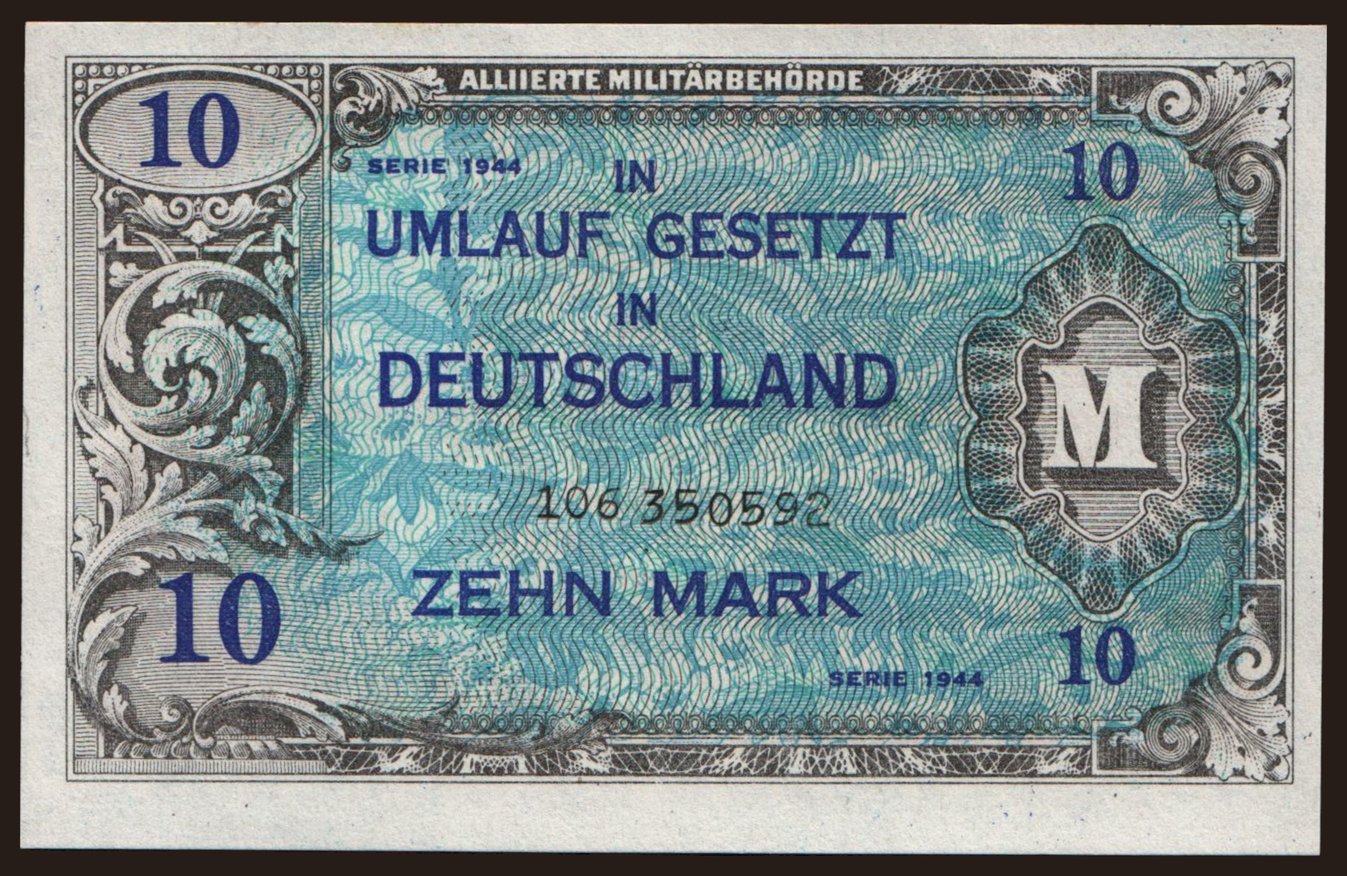 ALLIIERTE MILITÄRBEHÖRDE
10
10
SERIE 1944
IN
UMLAUF GESETZT
IN
DEUTSCHLAND
M
106 350592
ZEHN MARK
10
10
SERIE 1944